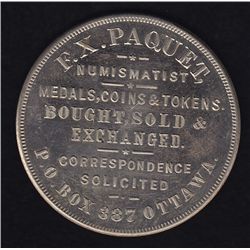 F.X. PAQUET,
NUMISMATIST
MEDALS, COINS & TOKENS.
BOUGHT, SOLD &
EXCHANGED.
CORRESPONDENCE
SOLICITED
P.O. BOX 387 OTTAWA.